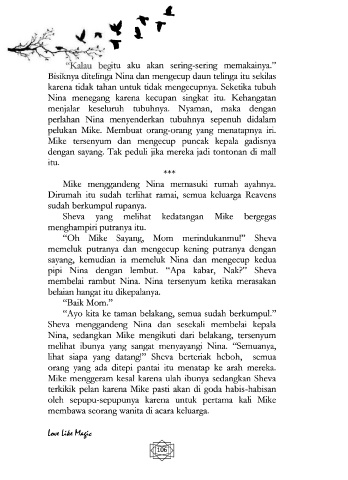 "Kalau begitu aku akan sering-sering memakainya."
Bisiknya ditelinga Nina dan mengecup daun telinga itu sekilas
karena tidak tahan untuk tidak mengecupnya. Seketika tubuh
Nina menegang karena kecupan singkat itu. Kehangatan
menjalar keseluruh tubuhnya. Nyaman, maka dengan
perlahan Nina menyenderkan tubuhnya sepenuh didalam
pelukan Mike. Membuat orang-orang yang menatapnya iri.
Mike tersenyum dan mengecup puncak kepala gadisnya
dengan sayang. Tak peduli jika mereka jadi tontonan di mall
itu.
***
Mike menggandeng Nina memasuki rumah ayahnya.
Dirumah itu sudah terlihat ramai, semua keluarga Reavens
sudah berkumpul rupanya.
Sheva yang melihat kedatangan Mike bergegas
menghampiri putranya itu.
"Oh Mike Sayang, Mom merindukanmu!" Sheva
memeluk putranya dan mengecup kening putranya dengan
sayang, kemudian ia memeluk Nina dan mengecup kedua
pipi Nina dengan lembut. "Apa kabar, Nak?" Sheva
membelai rambut Nina. Nina tersenyum ketika merasakan
belaian hangat itu dikepalanya.
"Baik Mom."
"Ayo kita ke taman belakang, semua sudah berkumpul."
Sheva menggandeng Nina dan sesekali membelai kepala
Nina, sedangkan Mike mengikuti dari belakang, tersenyum
melihat ibunya yang sangat menyayangi Nina. "Semuanya,
lihat siapa yang datang!" Sheva berteriak heboh, semua
orang yang ada ditepi pantai itu menatap ke arah mereka.
Mike menggeram kesal karena ulah ibunya sedangkan Sheva
terkikik pelan karena Mike pasti akan di goda habis-habisan
oleh sepupu-sepupunya karena untuk pertama kali Mike
membawa seorang wanita di acara keluarga.
Love Like Magic
106